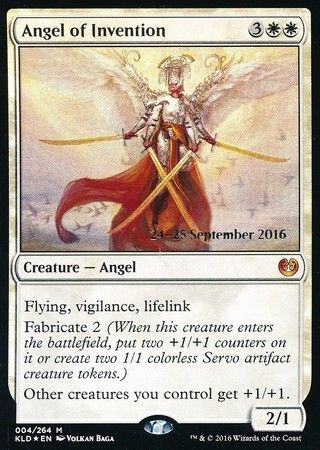 Angel of Invention 3
24–25 September 2016
Creature — Angel
Flying, vigilance, lifelink
Fabricate 2 (When this creature enters
the battlefield, put two +1/+1 counters on
it or create two 1/1 colorless Servo artifact
creature tokens.)
Other creatures you control get +1/+1.
2/1
004/264 M
KLD EN Volkan Baga
™ & © 2016 Wizards of the Coast